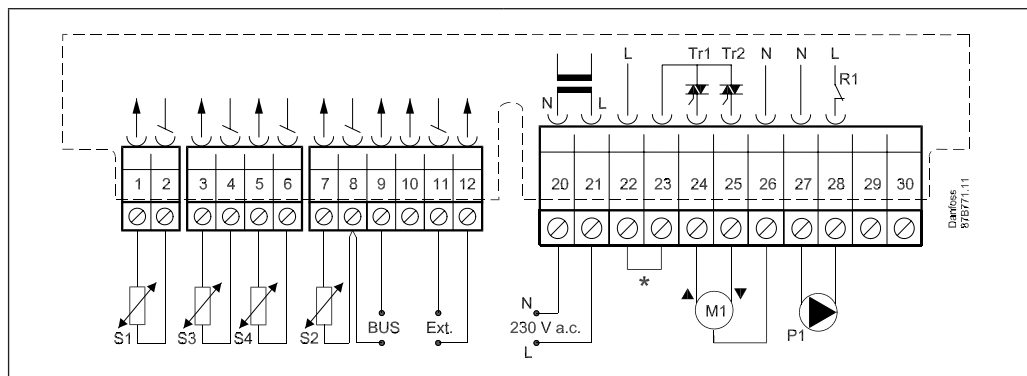 L Tr1 Tr2 N N L
R1
N L
1 2 3 4 5 6 7 8 9 10 11 12
20 21 22 23 24 25 26 27 28 29 30
Danfoss
87B771.11
*
S1 S3 S4 S2 BUS Ext.
N
230 V a.c.
L
M1
P1